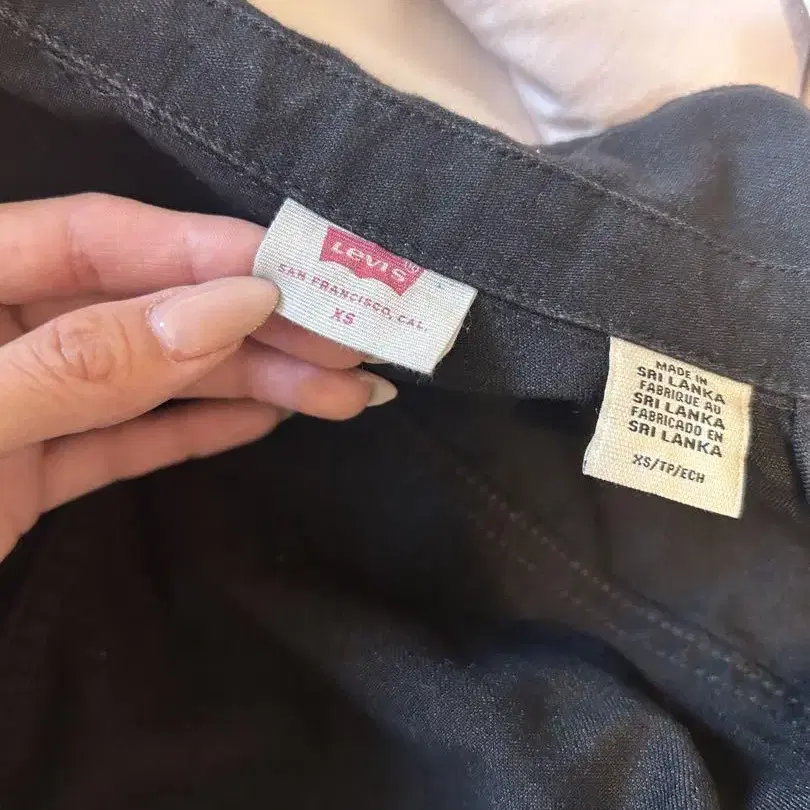 Levi's
SAN FRANCISCO, CAL.
XS
MADE IN
SRI LANKA
FABRIQUE AU
SRI LANKA
FABRICADO EN
SRI LANKA
XS/TP/ECH